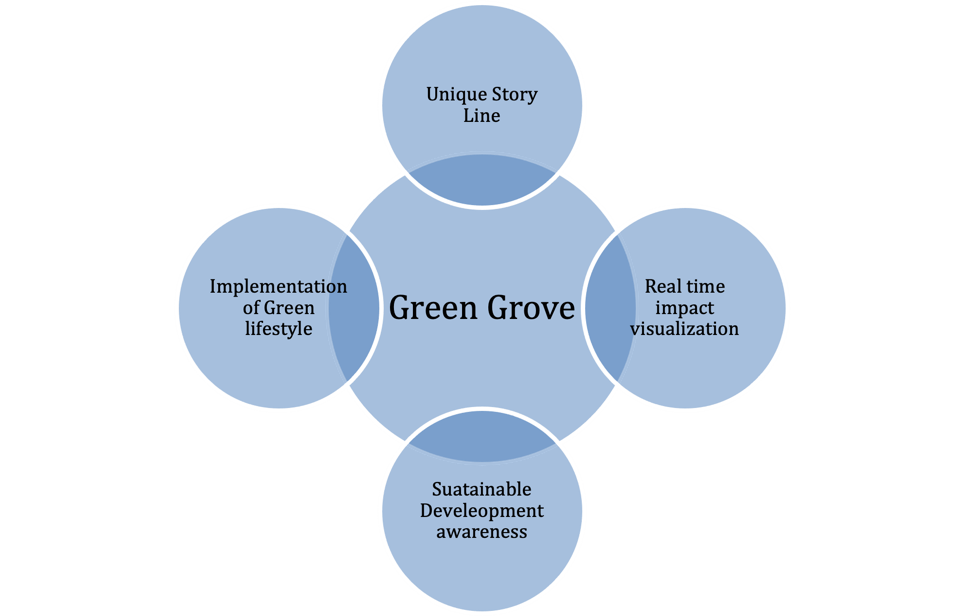 Unique Story
Line
Implementation
of Green
lifestyle
Green Grove
Real time
impact
visualization
Suatainable
Develeopment
awareness